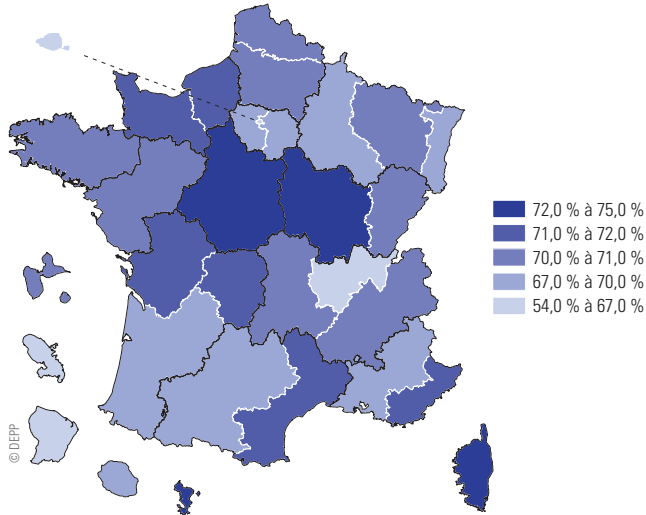 72,0 % à 75,0 %
71,0 % à 72,0 %
70,0 % à 71,0 %
67,0 % à 70,0 %
54,0 % à 67,0 %
© DEPP